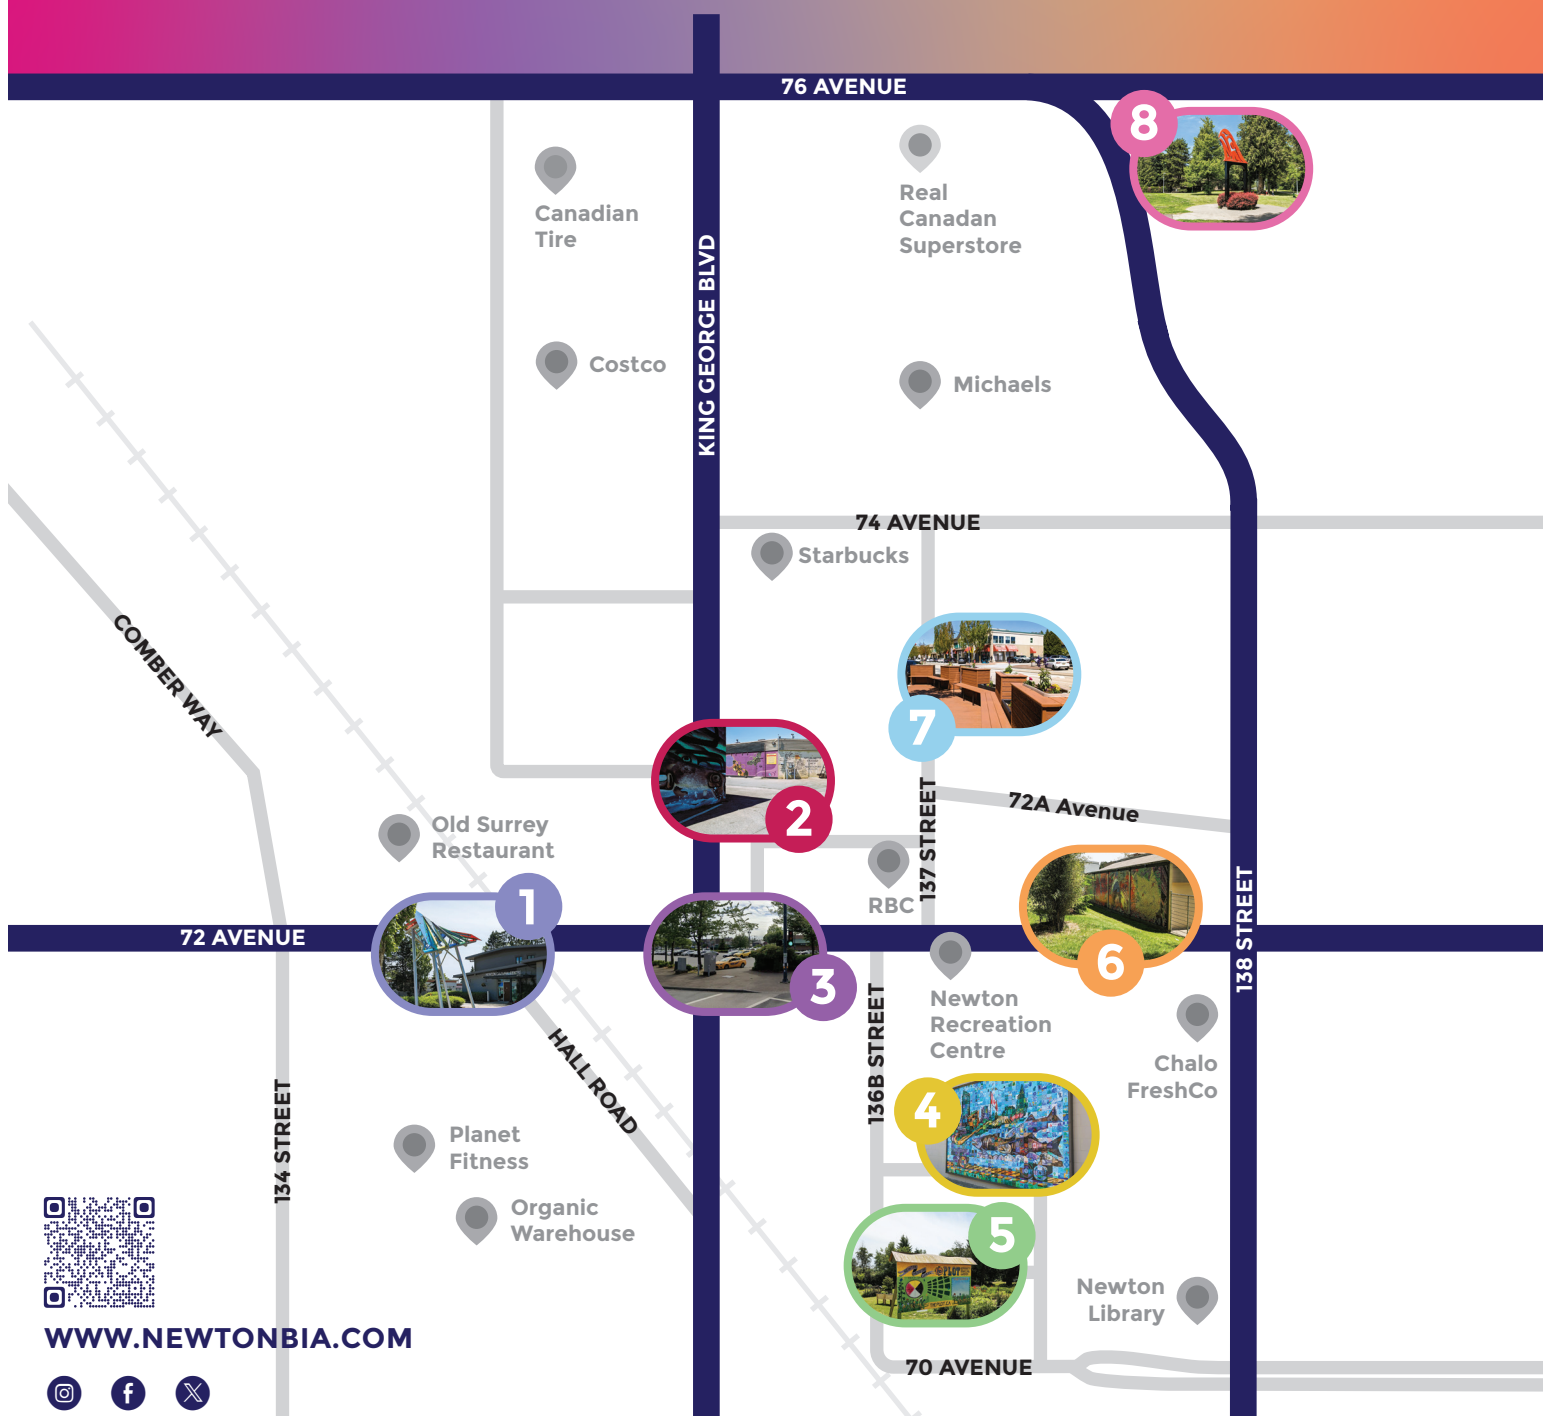 76 AVENUE
8
Canadian
Tire
Real
Canadan
Superstore
KING GEORGE BLVD
Costco
Michaels
74 AVENUE
Starbucks
COMBER WAY
7
2
72A Avenue
137 STREET
Old Surrey
Restaurant
RBC
1
138 STREET
72 AVENUE
3
6
136B STREET
Newton
Recreation
Centre
Chalo
FreshCo
HALL ROAD
4
134 STREET
Planet
Fitness
Organic
Warehouse
5
PLOT
Newton
Library
WWW.NEWTONBIA.COM
70 AVENUE